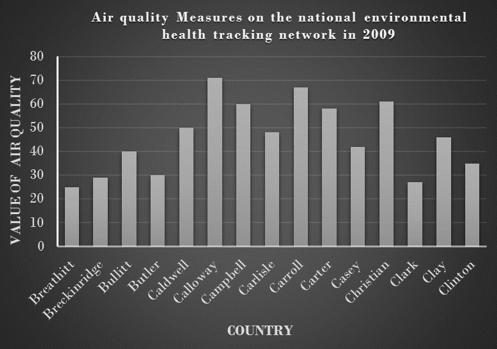 Air quality Measures on the national environmental
health tracking network in 2009
VALUE OF AIR QUALITY
80
70
60
50
40
30
20
10
0
Breathitt
Breckinridge
Bullitt
Butler
Caldwell
Calloway
Campbell
Carlisle
Carroll
Carter
Casey
Christian
Clark
Clay
Clinton
COUNTRY